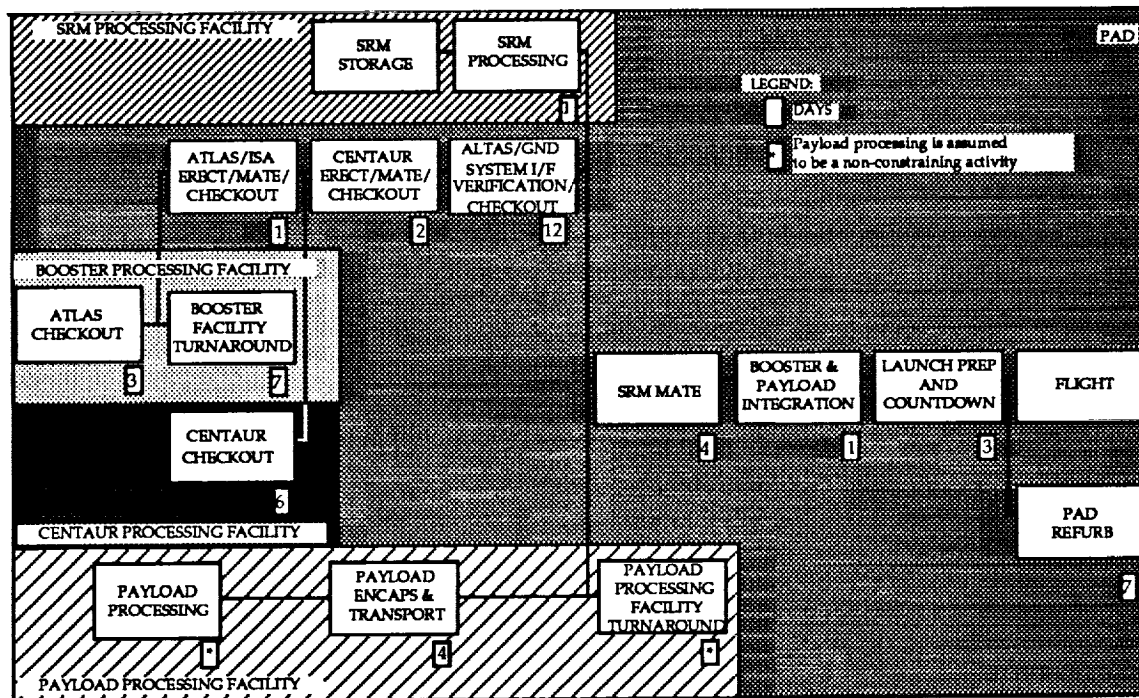 SRM PROCESSING FACILITY
SRM
STORAGE
SRM
PROCESSING
1
PAD
LEGEND:
DAYS
* Payload processing is assumed
to be a non-constraining activity
ATLAS/ISA
ERECT/MATE/
CHECKOUT
1
CENTAUR
ERECT/MATE/
CHECKOUT
2
ALTAS/GND
SYSTEM I/F
VERIFICATION/
CHECKOUT
12
BOOSTER PROCESSING FACILITY
ATLAS
CHECKOUT
3
BOOSTER
FACILITY
TURNAROUND
7
SRM MATE
4
BOOSTER &
PAYLOAD
INTEGRATION
1
LAUNCH PREP
AND
COUNTDOWN
3
FLIGHT
CENTAUR
CHECKOUT
6
CENTAUR PROCESSING FACILITY
PAD
REFURB
7
PAYLOAD
PROCESSING
*
PAYLOAD
ENCAPS &
TRANSPORT
4
PAYLOAD
PROCESSING
FACILITY
TURNAROUND
*
PAYLOAD PROCESSING FACILITY